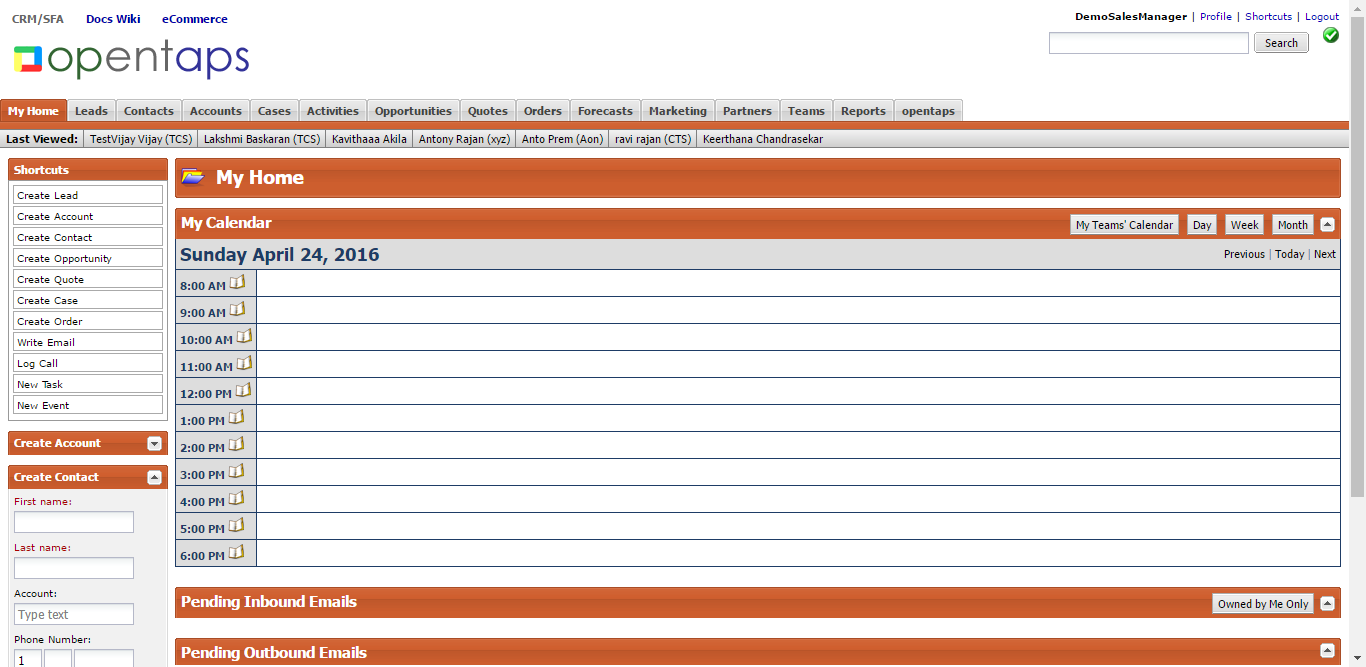 CRM/SFA Docs Wiki eCommerce
DemoSalesManager | Profile | Shortcuts | Logout
opentaps
Search
My Home Leads Contacts Accounts Cases Activities Opportunities Quotes Orders Forecasts Marketing Partners Teams Reports opentaps
Last Viewed: TestVijay Vijay (TCS) Lakshmi Baskaran (TCS) Kavithaaa Akila Antony Rajan (xyz) Anto Prem (Aon) ravi rajan (CTS) Keerthana Chandrasekar
Shortcuts
Create Lead
Create Account
Create Contact
Create Opportunity
Create Quote
Create Case
Create Order
Write Email
Log Call
New Task
New Event
Create Account
Create Contact
First name:
Last name:
Account:
Type text
Phone Number:
1
My Home
My Calendar My Teams' Calendar Day Week Month
Sunday April 24, 2016 Previous | Today | Next
8:00 AM
9:00 AM
10:00 AM
11:00 AM
12:00 PM
1:00 PM
2:00 PM
3:00 PM
4:00 PM
5:00 PM
6:00 PM
Pending Inbound Emails Owned by Me Only
Pending Outbound Emails